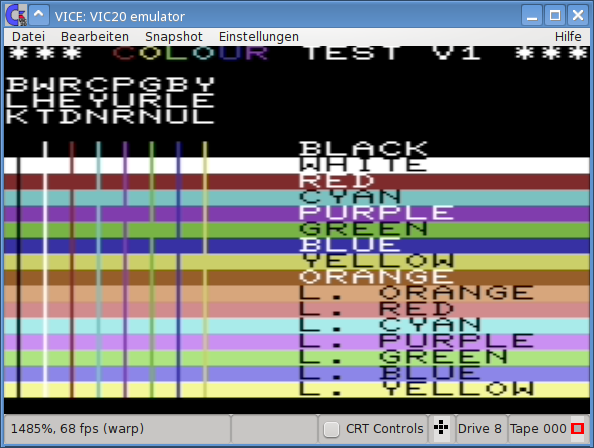 VICE: VIC20 emulator
Datei Bearbeiten Snapshot Einstellungen Hilfe
*** COLOUR TEST V1 ***
BWRCPGBY
LHEYURLE
KTDNRNUL
BLACK
WHITE
RED
CYAN
PURPLE
GREEN
BLUE
YELLOW
ORANGE
L. ORANGE
L. RED
L. CYAN
L. PURPLE
L. GREEN
L. BLUE
L. YELLOW
1485%, 68 fps (warp) CRT Controls Drive 8 Tape 000